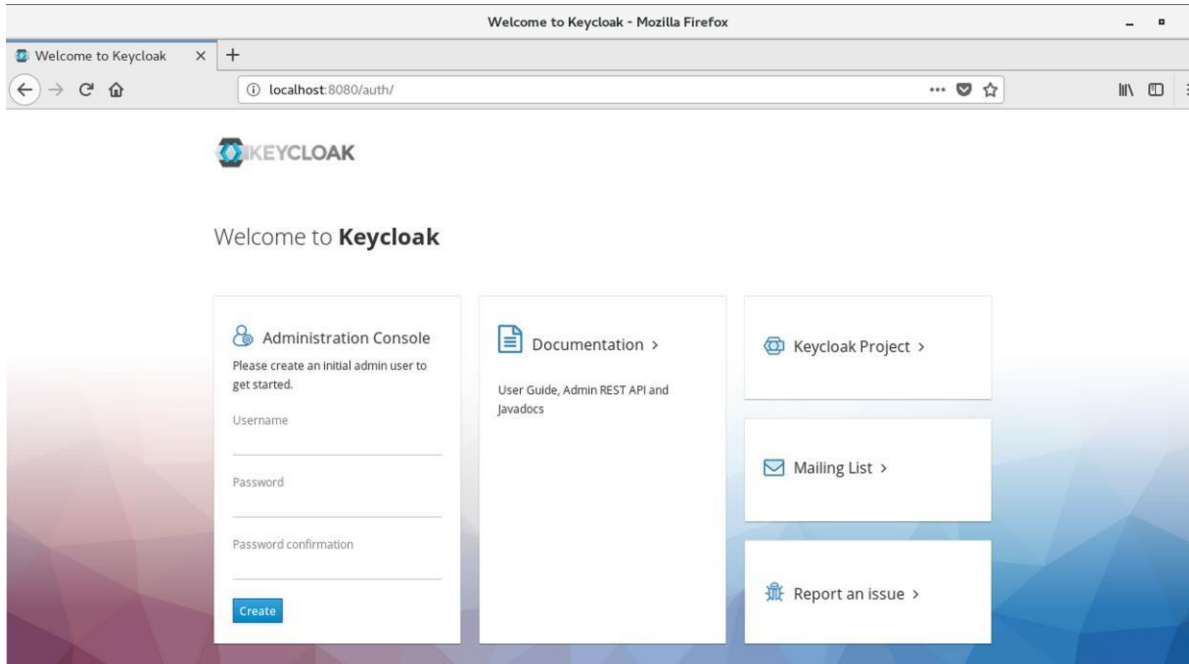 Welcome to Keycloak - Mozilla Firefox
Welcome to Keycloak
localhost:8080/auth/
KEYCLOAK
Welcome to Keycloak
Administration Console
Please create an initial admin user to
get started.
Username
Password
Password confirmation
Create
Documentation >
User Guide, Admin REST API and
Javadocs
Keycloak Project >
Mailing List >
Report an issue >